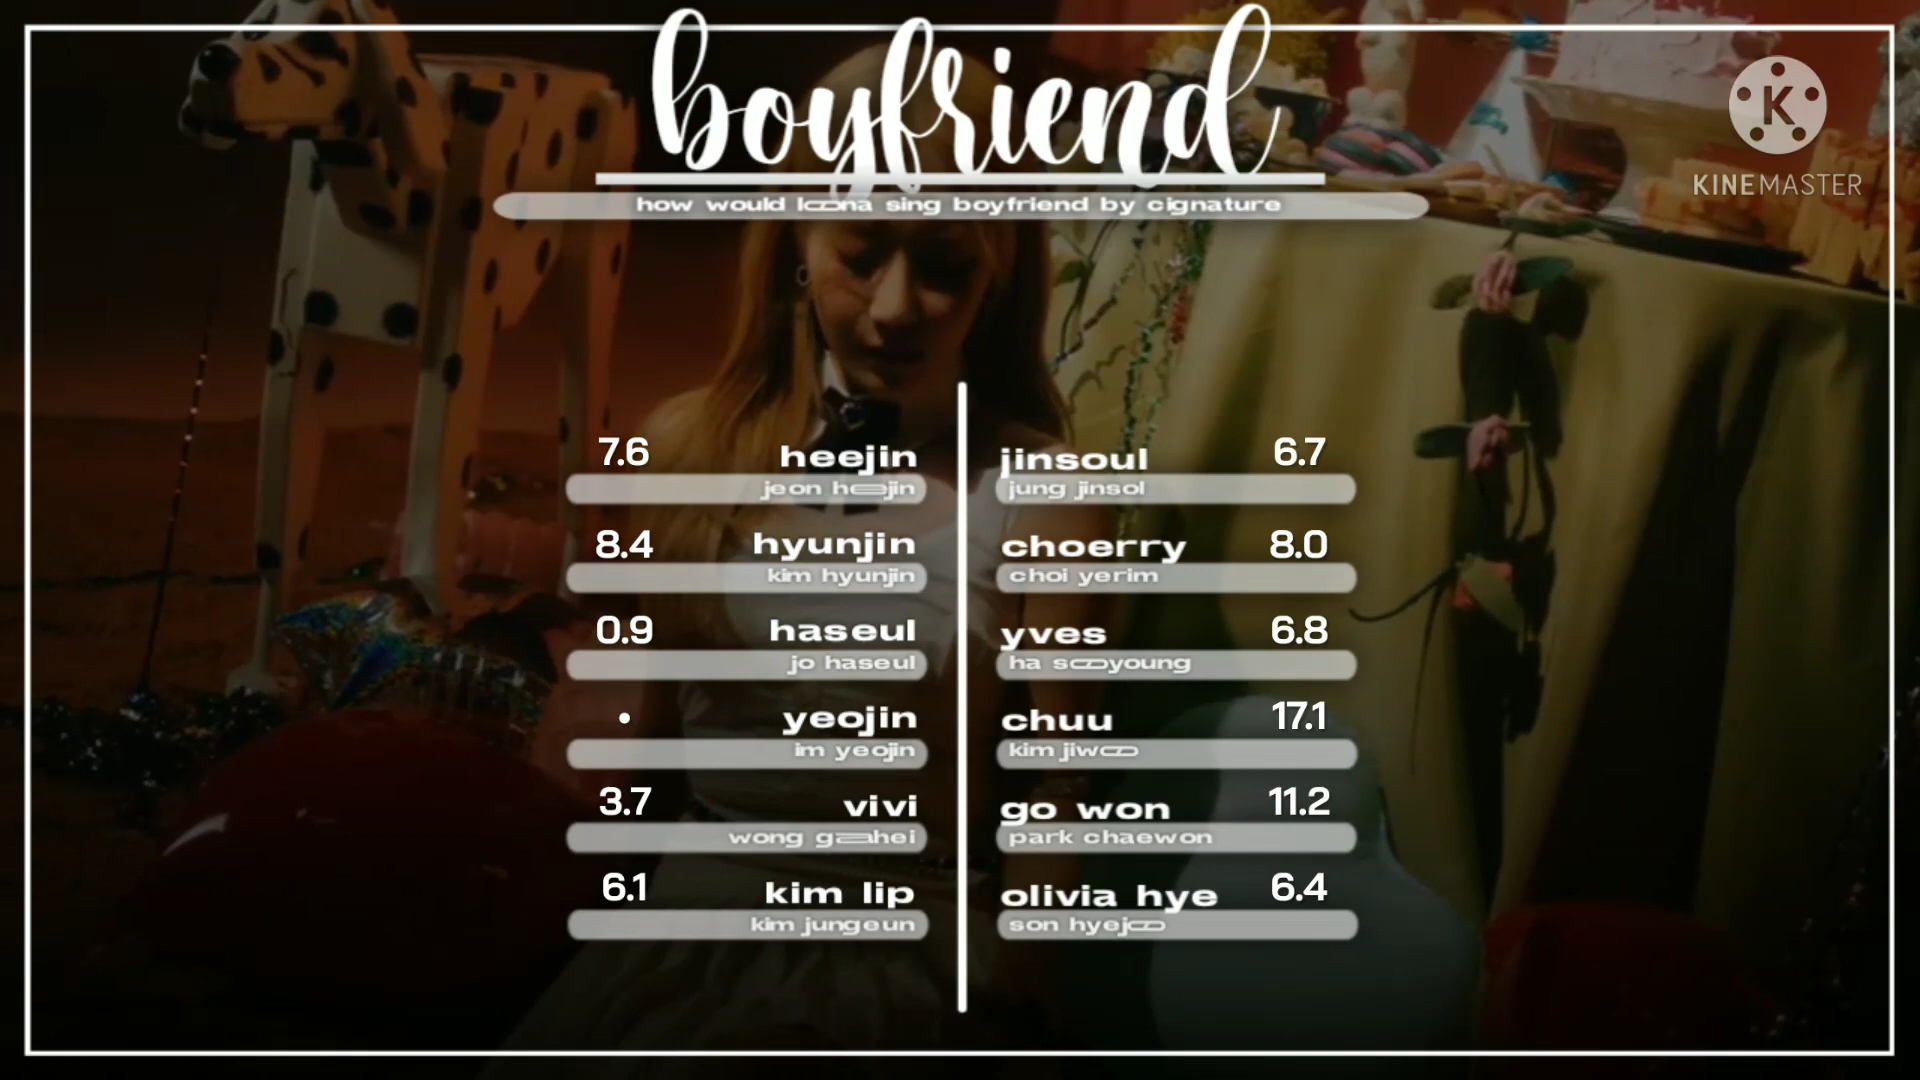 boyfriend
how would loona sing boyfriend by cignature
KINEMASTER
7.6 heejin
jeon heejin
8.4 hyunjin
kim hyunjin
0.9 haseul
jo haseul
• yeojin
im yeojin
3.7 vivi
wong gaahei
6.1 kim lip
kim jungeun
jinsoul 6.7
jung jinsol
choerry 8.0
choi yerim
yves 6.8
ha sooyoung
chuu 17.1
kim jiwoo
go won 11.2
park chaewon
olivia hye 6.4
son hyejoo